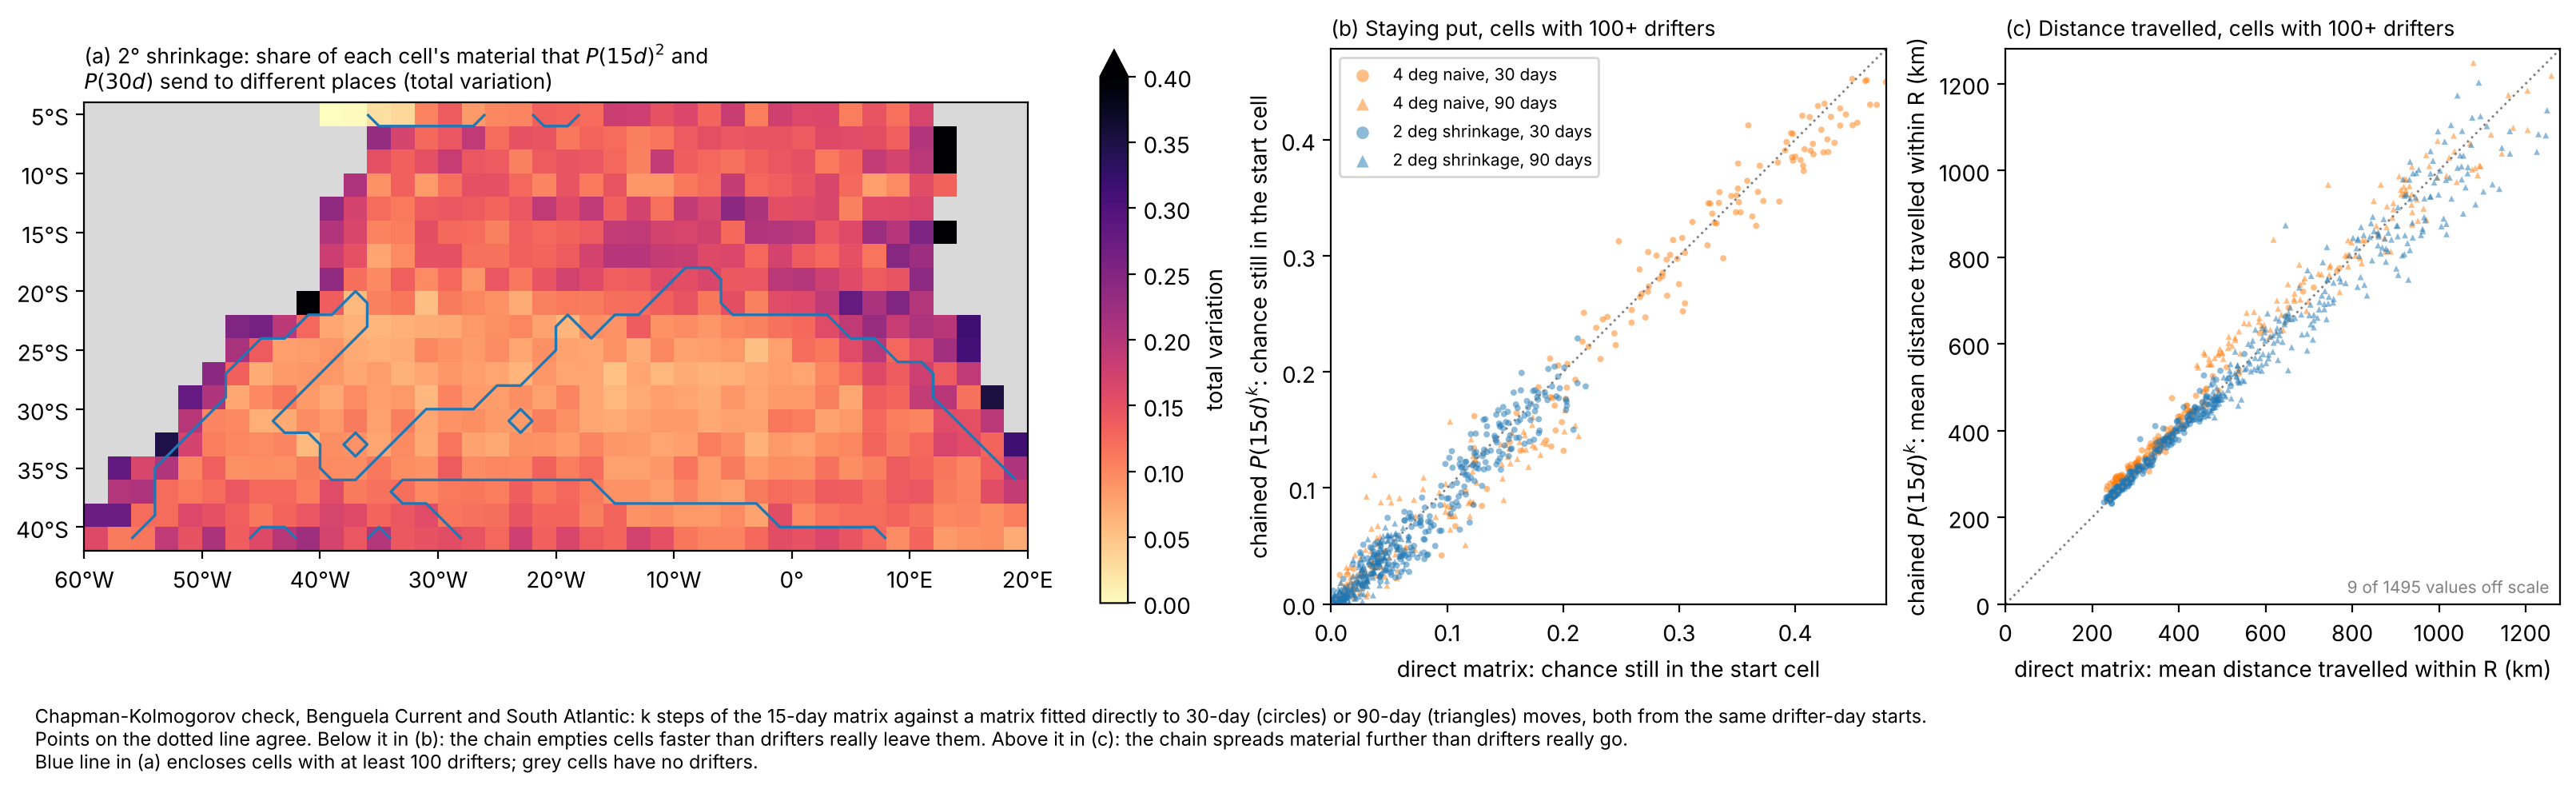 (a) 2° shrinkage: share of each cell's material that P(15d)² and
P(30d) send to different places (total variation)
5°S
10°S
15°S
20°S
25°S
30°S
35°S
40°S
60°W
50°W
40°W
30°W
20°W
10°W
0°
10°E
20°E
0.40
0.35
0.30
0.25
0.20
0.15
0.10
0.05
0.00
total variation
(b) Staying put, cells with 100+ drifters
4 deg naive, 30 days
4 deg naive, 90 days
2 deg shrinkage, 30 days
2 deg shrinkage, 90 days
chained P(15d)ᵏ: chance still in the start cell
0.4
0.3
0.2
0.1
0.0
0.0
0.1
0.2
0.3
0.4
direct matrix: chance still in the start cell
(c) Distance travelled, cells with 100+ drifters
chained P(15d)ᵏ: mean distance travelled within R (km)
1200
1000
800
600
400
200
0
9 of 1495 values off scale
0
200
400
600
800
1000
1200
direct matrix: mean distance travelled within R (km)
Chapman-Kolmogorov check, Benguela Current and South Atlantic: k steps of the 15-day matrix against a matrix fitted directly to 30-day (circles) or 90-day (triangles) moves, both from the same drifter-day starts.
Points on the dotted line agree. Below it in (b): the chain empties cells faster than drifters really leave them. Above it in (c): the chain spreads material further than drifters really go.
Blue line in (a) encloses cells with at least 100 drifters; grey cells have no drifters.